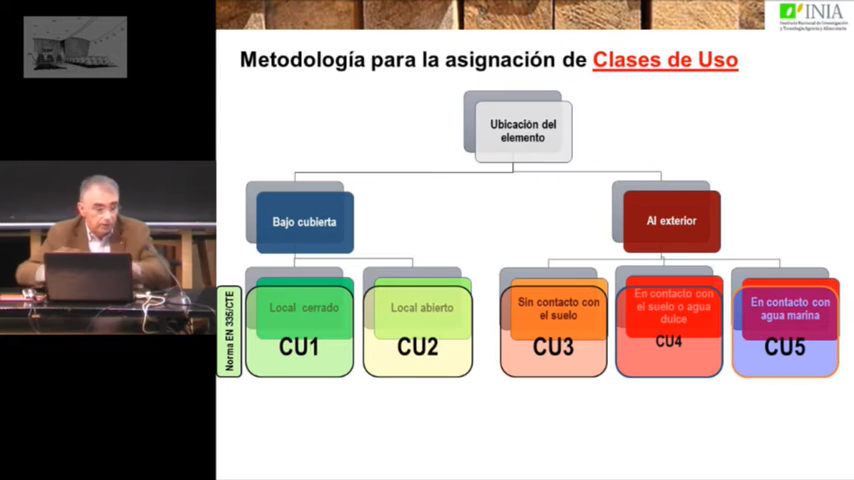 INIA
Instituto Nacional de Investigación
y Tecnología Agraria y Alimentaria
Metodología para la asignación de Clases de Uso
Ubicación del
elemento
Bajo cubierta
Al exterior
Norma EN 335/CTE
Local cerrado
CU1
Local abierto
CU2
Sin contacto con
el suelo
CU3
En contacto con
el suelo o agua
dulce
CU4
En contacto con
agua marina
CU5